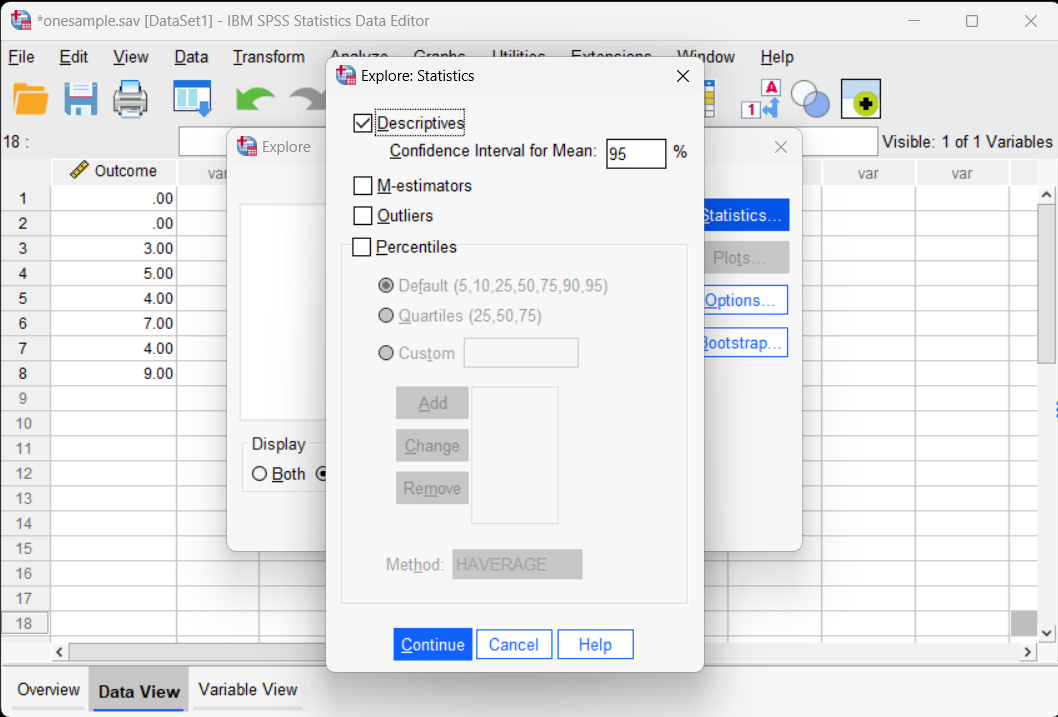 *onesample.sav [DataSet1] - IBM SPSS Statistics Data Editor
File Edit View Data Transform Analyze Graphs Utilities Extensions Window Help
Explore: Statistics
A
1
18 :
Visible: 1 of 1 Variables
Explore
Outcome
var
var
1 .00
2 .00
3 3.00
4 5.00
5 4.00
6 7.00
7 4.00
8 9.00
9
10
11
12
13
14
15
16
17
18
Descriptives
Confidence Interval for Mean: 95 %
M-estimators
Outliers
Percentiles
Default (5,10,25,50,75,90,95)
Quartiles (25,50,75)
Custom
Add
Change
Remove
Method: HAVERAGE
Continue Cancel Help
Statistics...
Plots...
Options...
Bootstrap...
Display
Both
Overview Data View Variable View